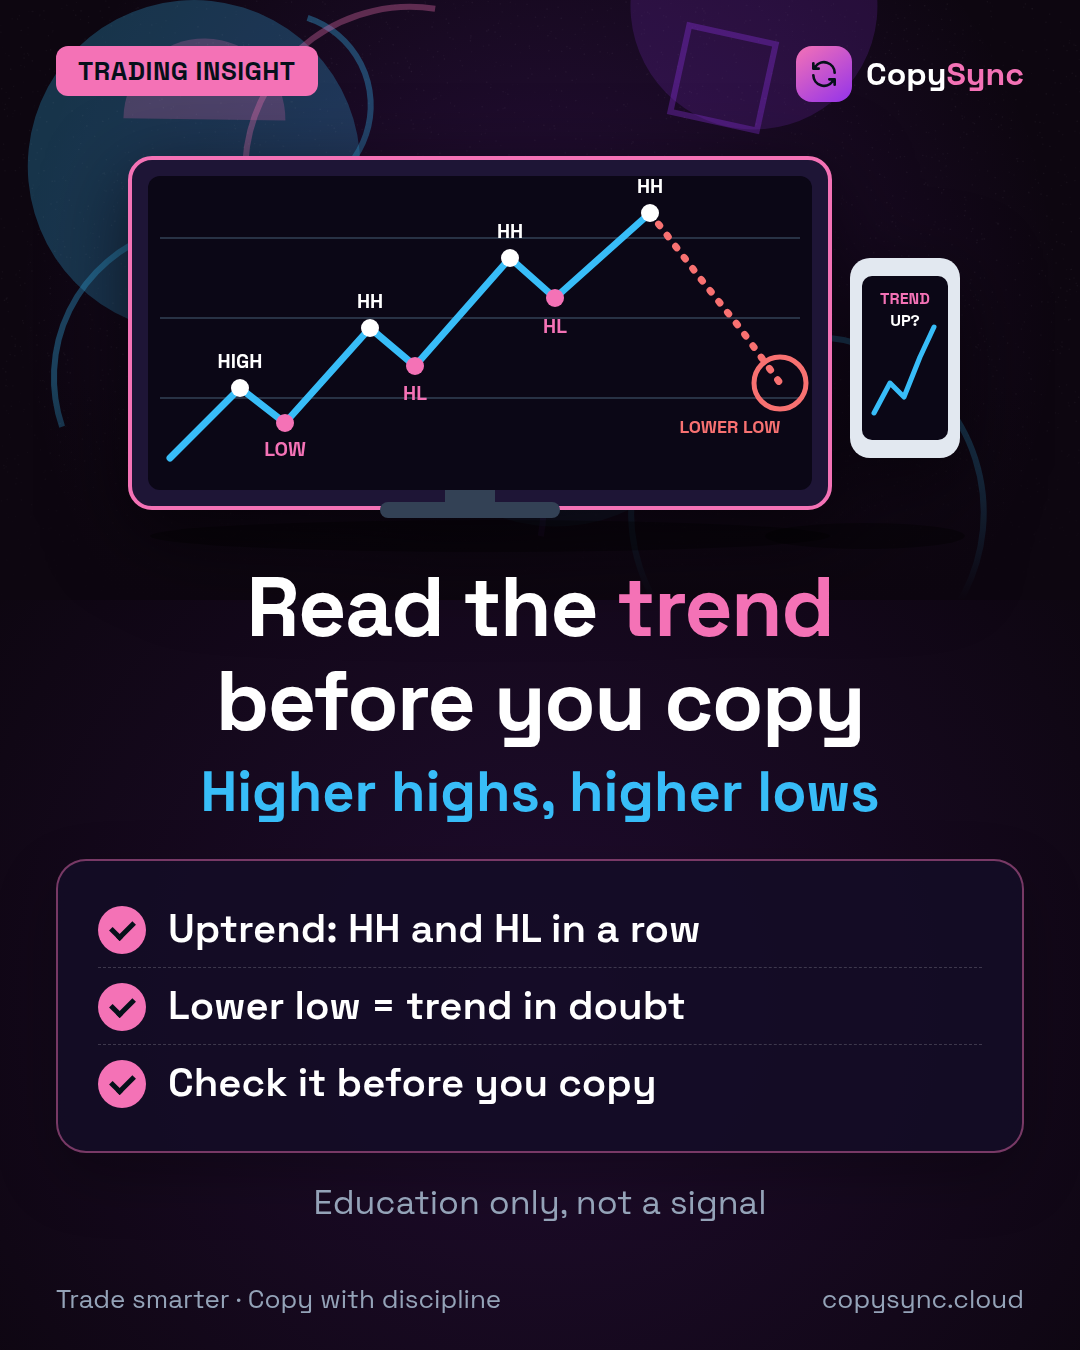 TRADING INSIGHT
CopySync
HH
HH
HH
HIGH
HL
HL
LOW
LOWER LOW
TREND
UP?
Read the trend
before you copy
Higher highs, higher lows
Uptrend: HH and HL in a row
Lower low = trend in doubt
Check it before you copy
Education only, not a signal
Trade smarter · Copy with discipline
copysync.cloud